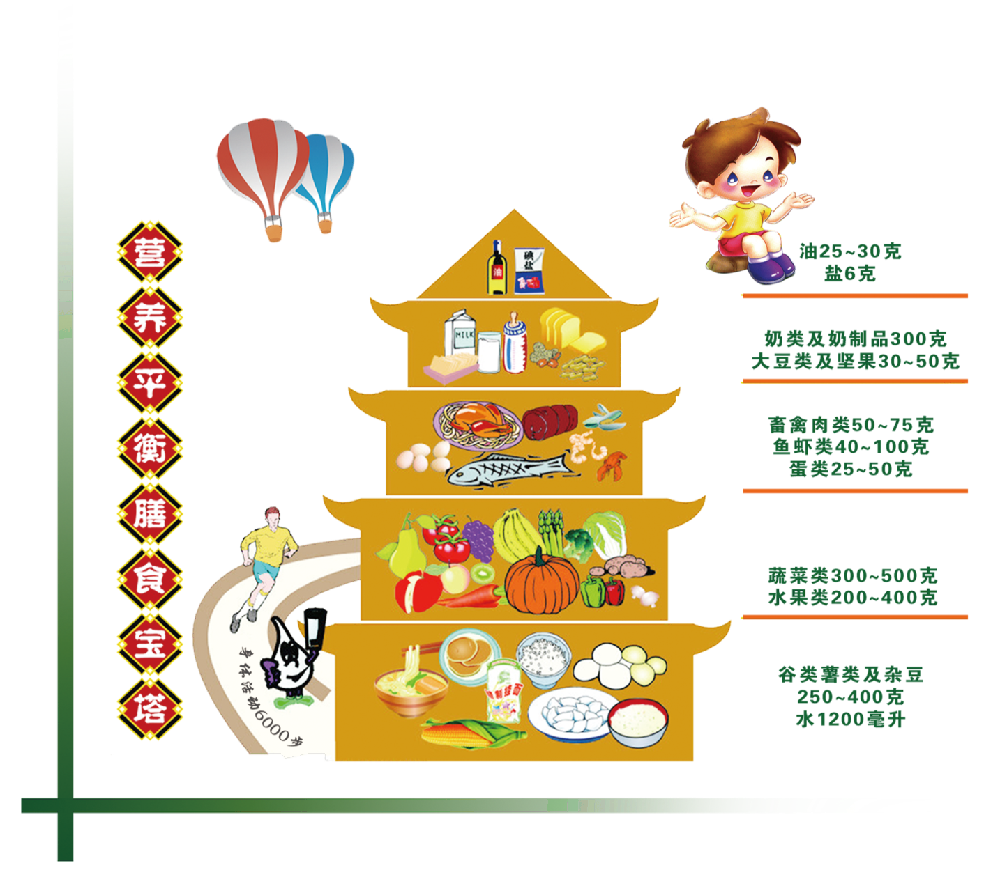 营养平衡膳食宝塔
油
碘盐
MILK
油25~30克
盐6克
奶类及奶制品300克
大豆类及坚果30~50克
畜禽肉类50~75克
鱼虾类40~100克
蛋类25~50克
蔬菜类300~500克
水果类200~400克
谷类薯类及杂豆
250~400克
水1200毫升
身体活动6000步